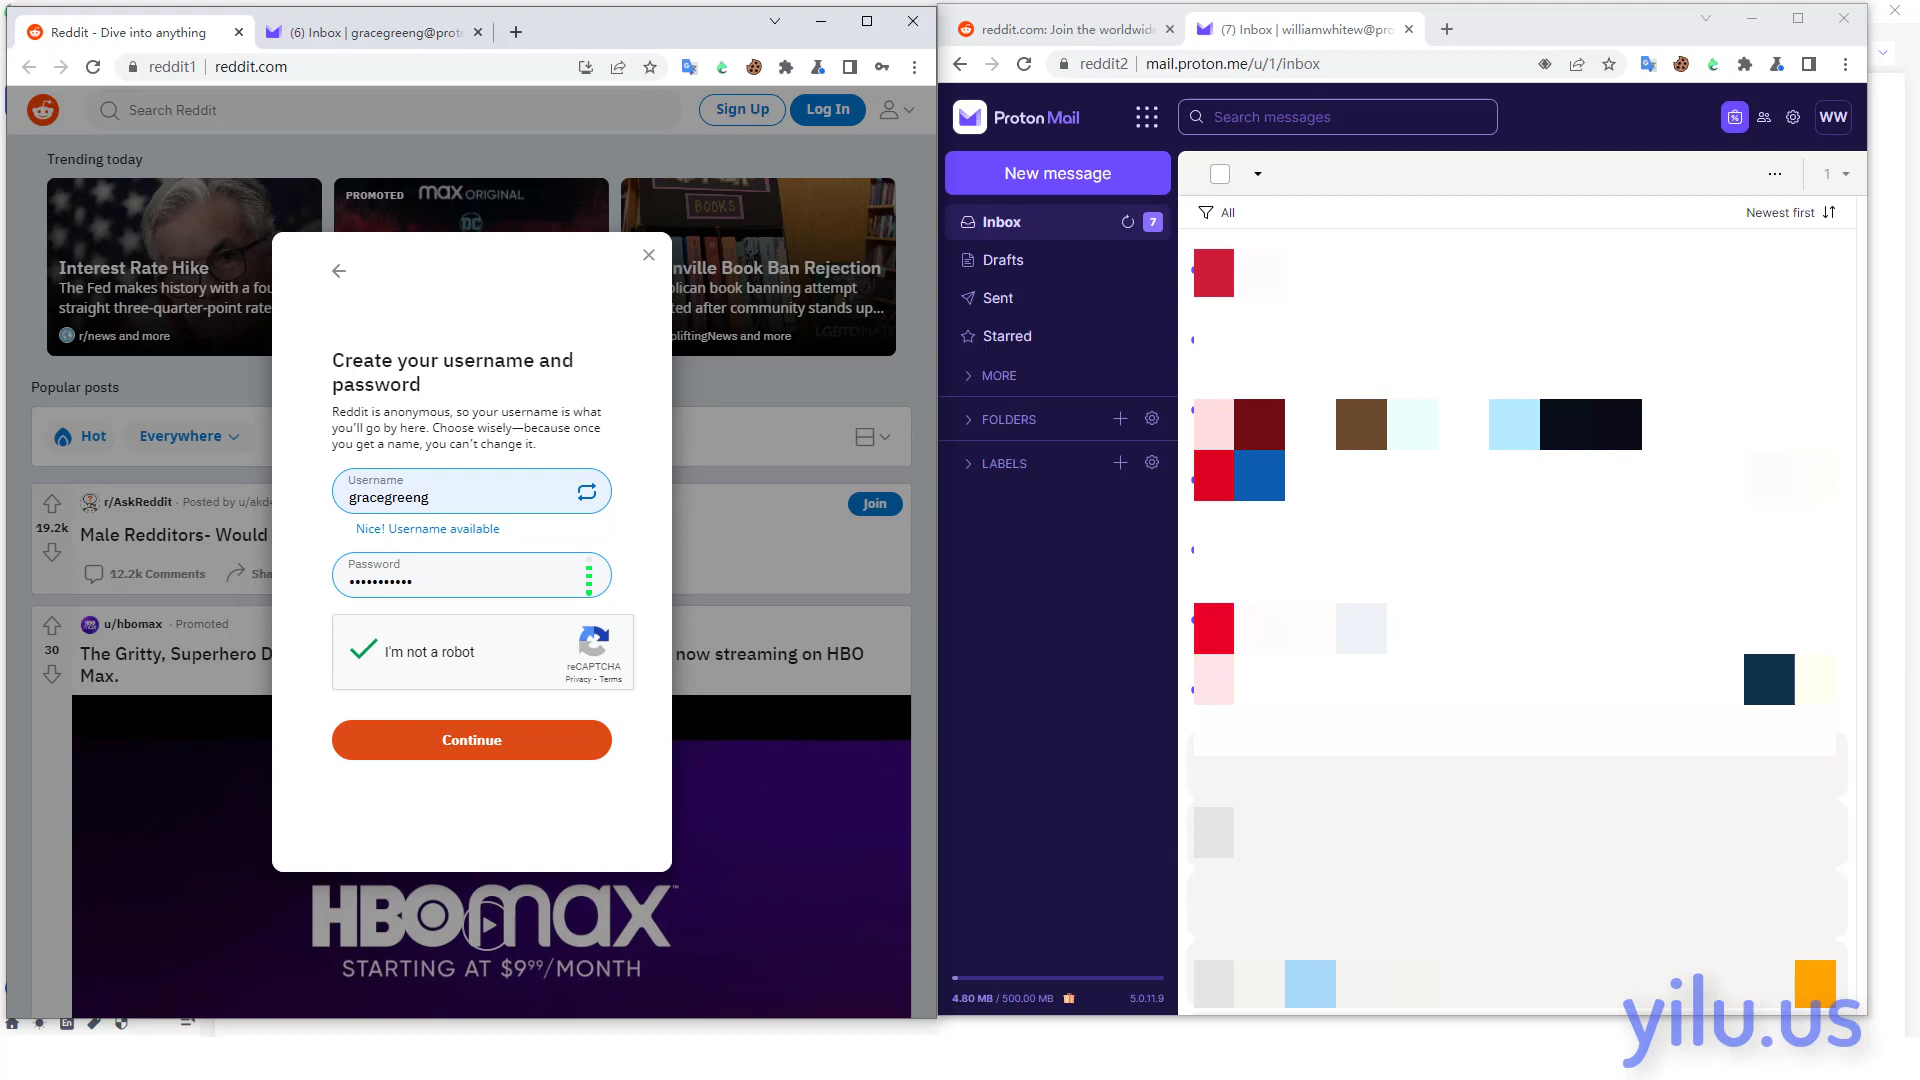 Reddit - Dive into anything
(6) Inbox | gracegreeng@prot
reddit1 | reddit.com
Search Reddit
Sign Up
Log In
Trending today
Interest Rate Hike
The Fed makes history with a fou
straight three-quarter-point rate
r/news and more
PROMOTED
max ORIGINAL
DC
BOOKS
nville Book Ban Rejection
plican book banning attempt
ted after community stands up...
pliftingNews and more
Popular posts
Hot
Everywhere
r/AskReddit · Posted by u/akd
Join
19.2k
Male Redditors- Would
12.2k Comments
Sha
u/hbomax · Promoted
30
The Gritty, Superhero D
now streaming on HBO
Max.
HBOmax
STARTING AT $9⁹⁹/MONTH
Create your username and
password
Reddit is anonymous, so your username is what
you'll go by here. Choose wisely—because once
you get a name, you can't change it.
Username
gracegreeng
Nice! Username available
Password
•••••••••••
I'm not a robot
reCAPTCHA
Privacy - Terms
Continue
En
reddit.com: Join the worldwide
(7) Inbox | williamwhitew@pro
reddit2 | mail.proton.me/u/1/inbox
Proton Mail
Search messages
WW
New message
1
Inbox
7
All
Newest first
Drafts
Sent
Starred
MORE
FOLDERS
LABELS
4.80 MB / 500.00 MB
5.0.11.9
yilu.us